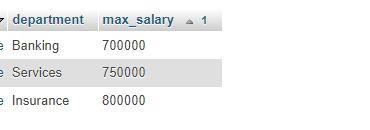 department max_salary 1
e Banking 700000
e Services 750000
e Insurance 800000